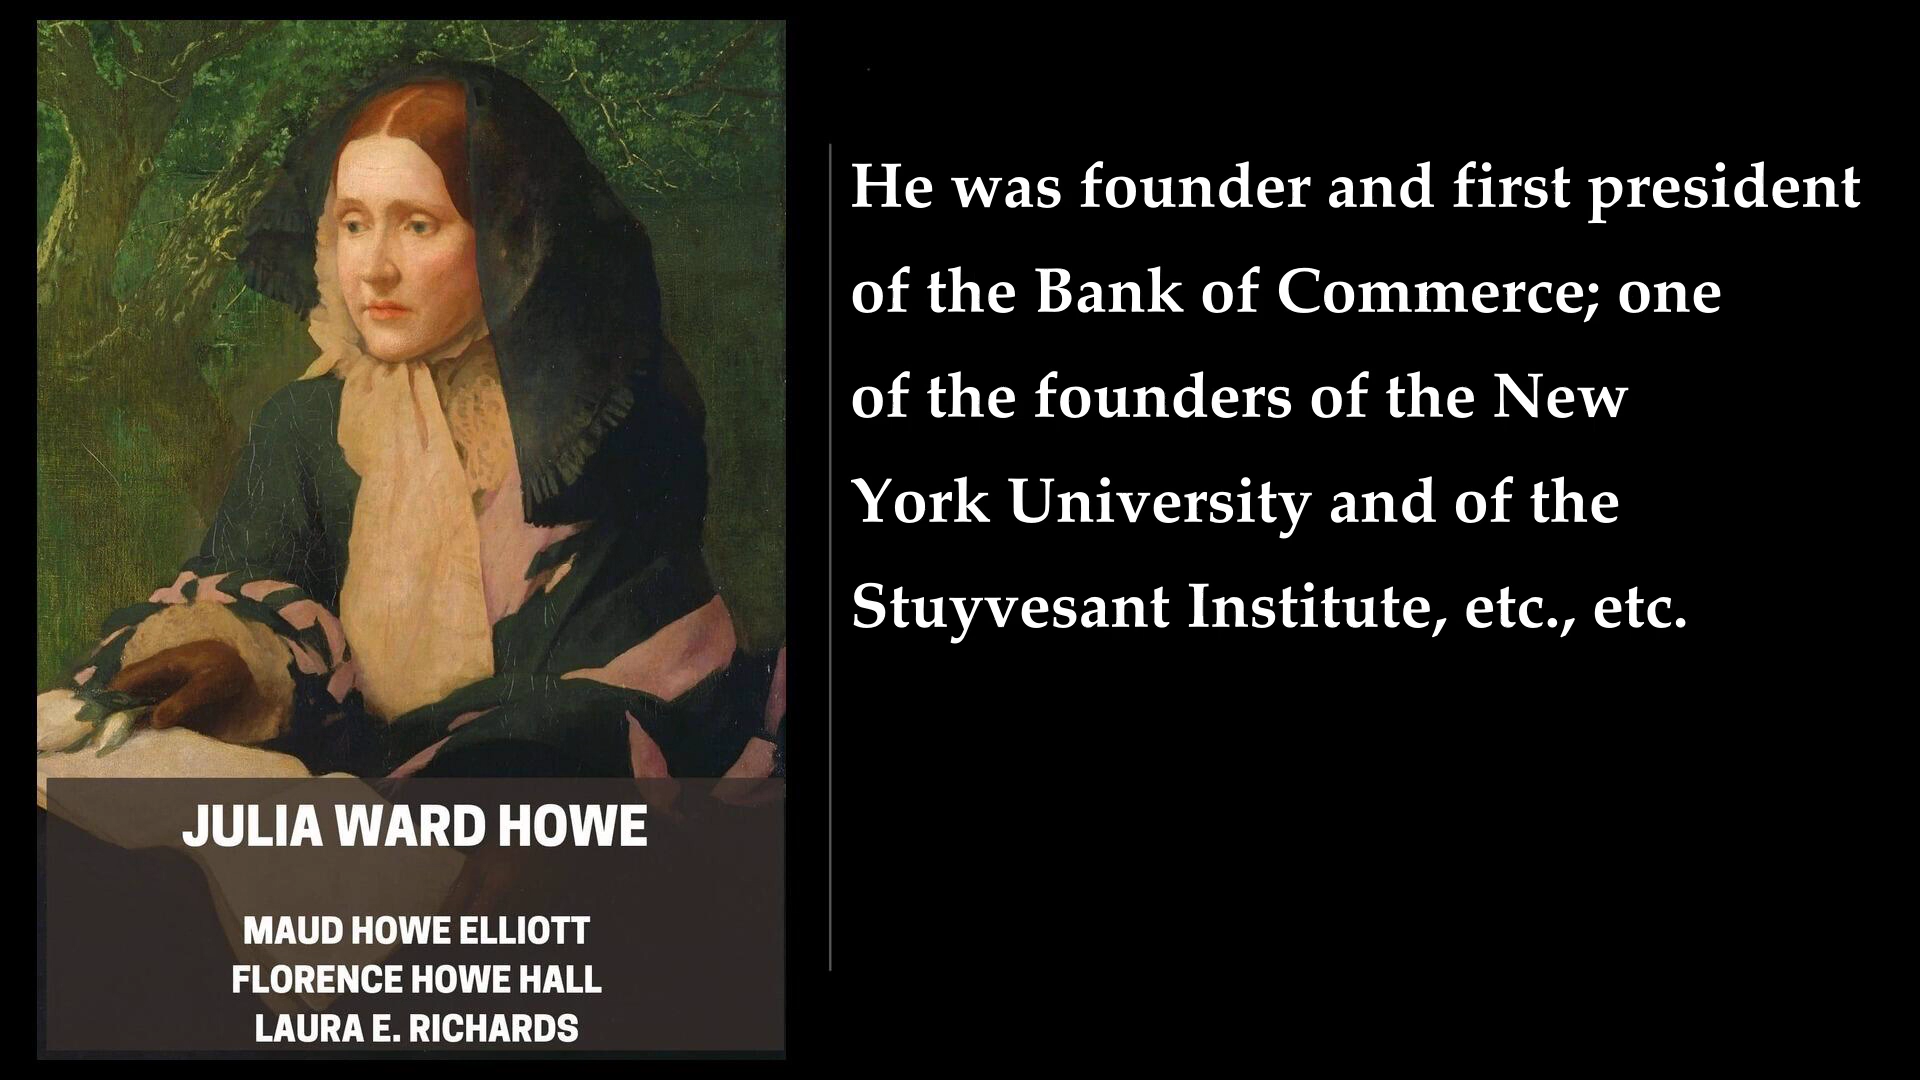 JULIA WARD HOWE
MAUD HOWE ELLIOTT
FLORENCE HOWE HALL
LAURA E. RICHARDS
He was founder and first president
of the Bank of Commerce; one
of the founders of the New
York University and of the
Stuyvesant Institute, etc., etc.